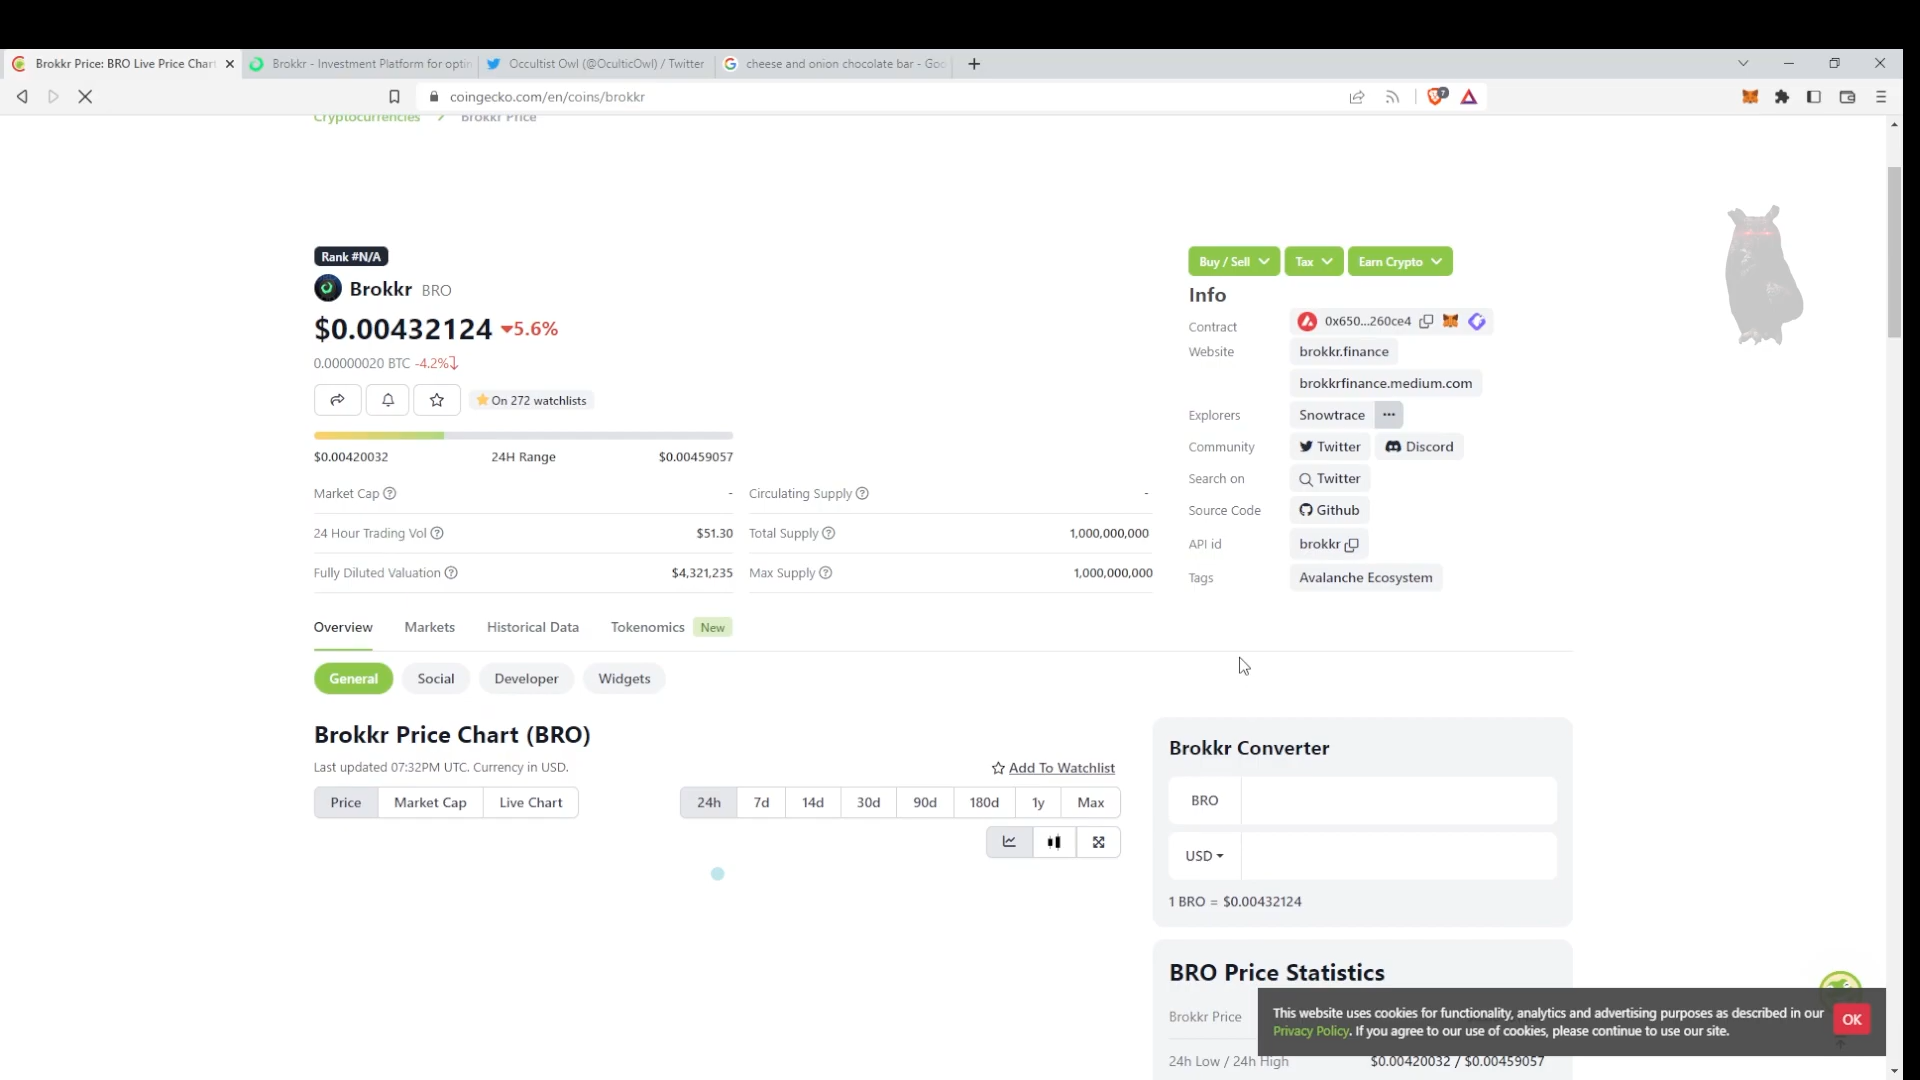 Brokkr Price: BRO Live Price Chart
Brokkr - Investment Platform for optin
Occultist Owl (@OculticOwl) / Twitter
cheese and onion chocolate bar - Goo
coingecko.com/en/coins/brokkr
7
Cryptocurrencies > Brokkr Price
Rank #N/A
Brokkr BRO
$0.00432124 5.6%
0.00000020 BTC -4.2%
On 272 watchlists
$0.00420032 24H Range $0.00459057
Market Cap - Circulating Supply -
24 Hour Trading Vol $51.30 Total Supply 1,000,000,000
Fully Diluted Valuation $4,321,235 Max Supply 1,000,000,000
Buy / Sell Tax Earn Crypto
Info
Contract 0x650...260ce4
Website brokkr.finance
brokkrfinance.medium.com
Explorers Snowtrace ...
Community Twitter Discord
Search on Twitter
Source Code Github
API id brokkr
Tags Avalanche Ecosystem
Overview Markets Historical Data Tokenomics New
General Social Developer Widgets
Brokkr Price Chart (BRO)
Last updated 07:32PM UTC. Currency in USD.
Add To Watchlist
Price Market Cap Live Chart
24h 7d 14d 30d 90d 180d 1y Max
Brokkr Converter
BRO
USD
1 BRO = $0.00432124
BRO Price Statistics
Brokkr Price
24h Low / 24h High $0.00420032 / $0.00459057
This website uses cookies for functionality, analytics and advertising purposes as described in our
Privacy Policy. If you agree to our use of cookies, please continue to use our site.
OK